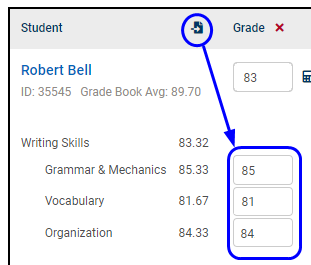 Student Grade
Robert Bell 83
ID: 35545 Grade Book Avg: 89.70
Writing Skills 83.32
Grammar & Mechanics 85.33 85
Vocabulary 81.67 81
Organization 84.33 84